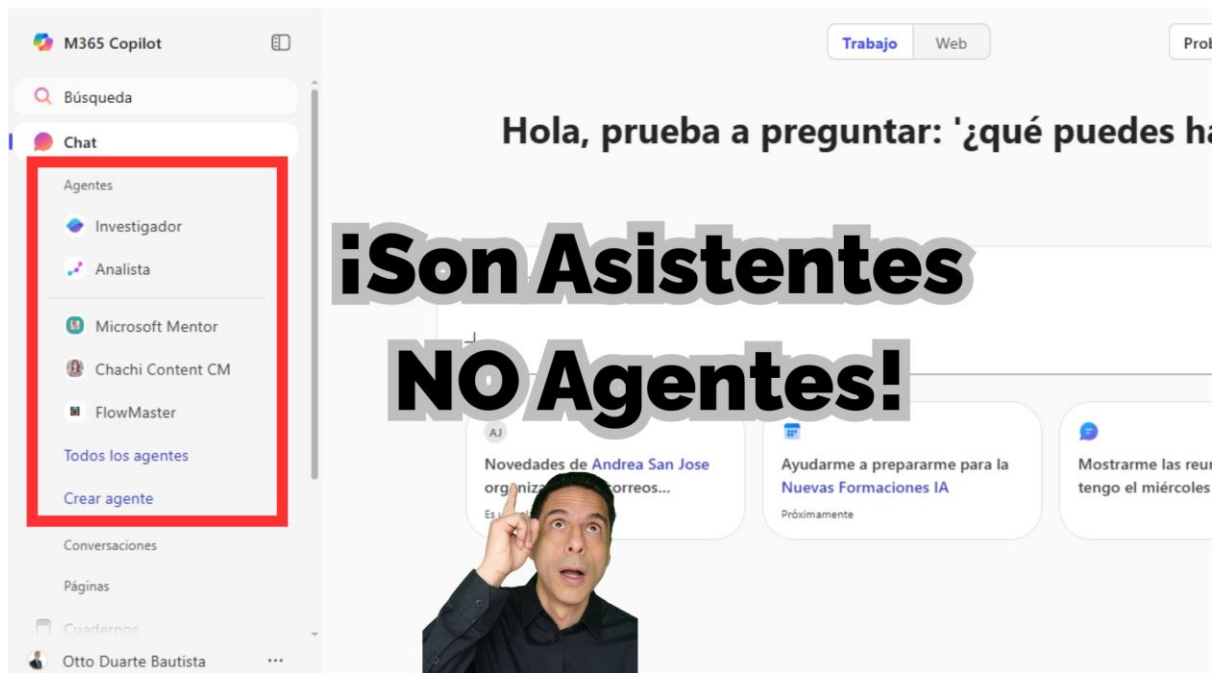 M365 Copilot
Búsqueda
Chat
Agentes
Investigador
Analista
Microsoft Mentor
Chachi Content CM
FlowMaster
Todos los agentes
Crear agente
Conversaciones
Páginas
Cuadernos
Otto Duarte Bautista
Trabajo Web
Hola, prueba a preguntar: '¿qué puedes
¡Son Asistentes
NO Agentes!
AJ
Novedades de Andrea San Jose
correos...
Ayudarme a prepararme para la
Nuevas Formaciones IA
Próximamente
Mostrarme las
tengo el miércoles